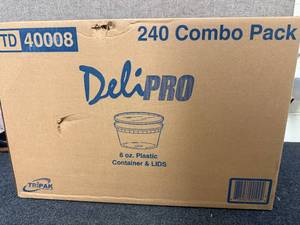 TD 40008
240 Combo Pack
DeliPRO
8 oz. Plastic
Container & LIDS
TRIPAK